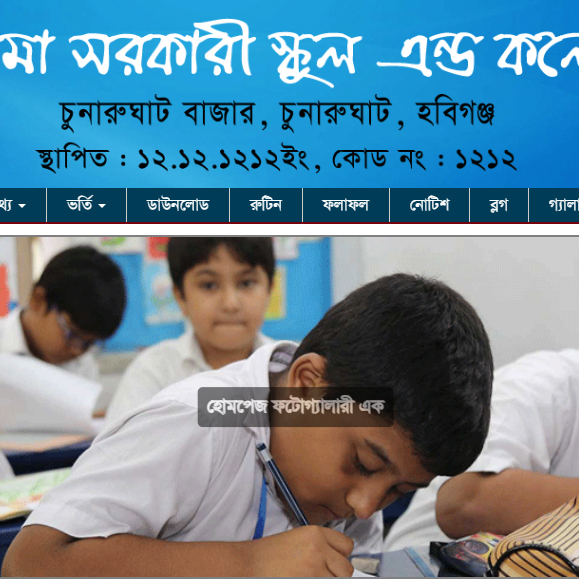 মা সরকারী স্কুল এন্ড কলে
চুনারুঘাট বাজার, চুনারুঘাট, হবিগঞ্জ
স্থাপিত : ১২.১২.১২১২ইং, কোড নং : ১২১২
থ্য ভর্তি ডাউনলোড রুটিন ফলাফল নোটিশ ব্লগ গ্যালা
হোমপেজ ফটোগ্যালারী এক